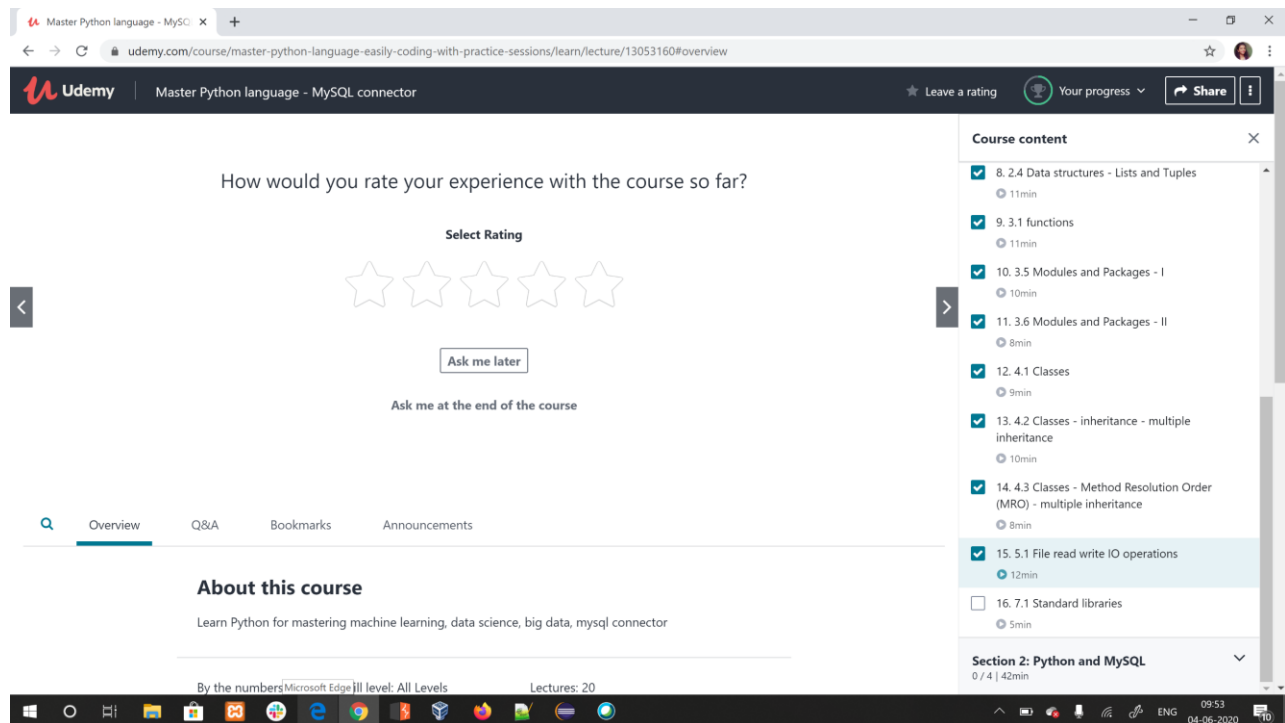 Master Python language - MySQ
udemy.com/course/master-python-language-easily-coding-with-practice-sessions/learn/lecture/13053160#overview
Udemy
Master Python language - MySQL connector
Leave a rating
Your progress
Share
How would you rate your experience with the course so far?
Select Rating
Ask me later
Ask me at the end of the course
Course content
8. 2.4 Data structures - Lists and Tuples
11min
9. 3.1 functions
11min
10. 3.5 Modules and Packages - I
10min
11. 3.6 Modules and Packages - II
8min
12. 4.1 Classes
9min
13. 4.2 Classes - inheritance - multiple
inheritance
10min
14. 4.3 Classes - Method Resolution Order
(MRO) - multiple inheritance
8min
15. 5.1 File read write IO operations
12min
16. 7.1 Standard libraries
5min
Section 2: Python and MySQL
0 / 4 | 42min
Overview
Q&A
Bookmarks
Announcements
About this course
Learn Python for mastering machine learning, data science, big data, mysql connector
By the numbers
Microsoft Edge
ill level: All Levels
Lectures: 20
ENG
09:53
04-06-2020